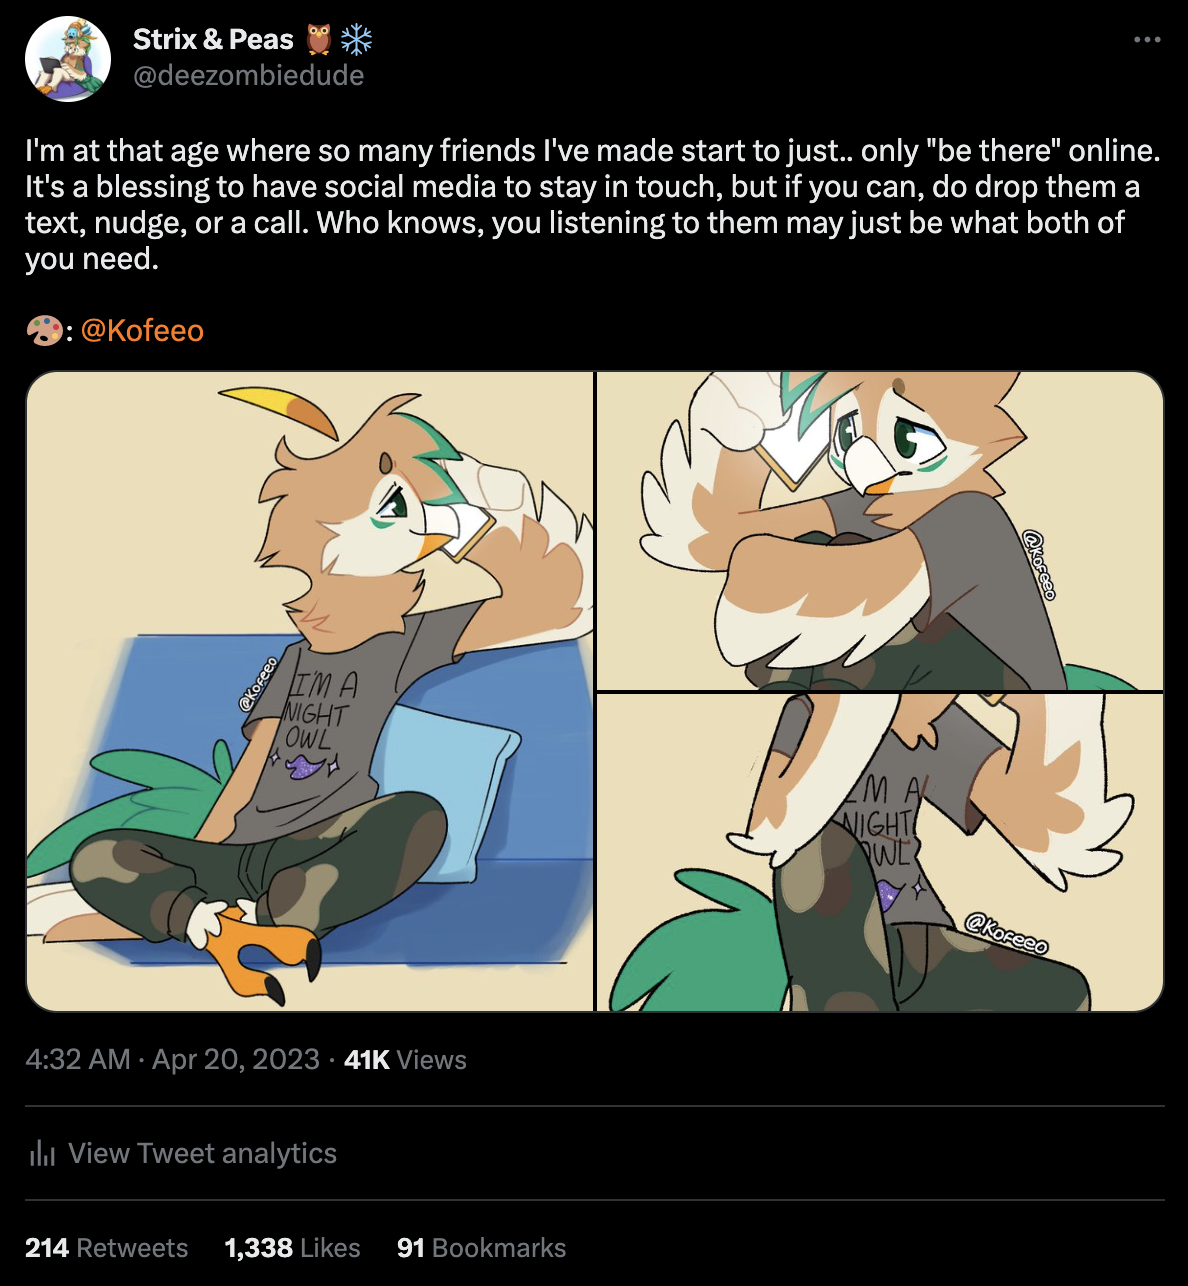 Strix & Peas 🦉❄️
@deezombiedude
I'm at that age where so many friends I've made start to just.. only "be there" online.
It's a blessing to have social media to stay in touch, but if you can, do drop them a
text, nudge, or a call. Who knows, you listening to them may just be what both of
you need.
🎨: @Kofeeo
@Kofeeo
I'M A
NIGHT
OWL
@Kofeeo
I'M A
NIGHT
OWL
@Kofeeo
4:32 AM · Apr 20, 2023 · 41K Views
View Tweet analytics
214 Retweets 1,338 Likes 91 Bookmarks